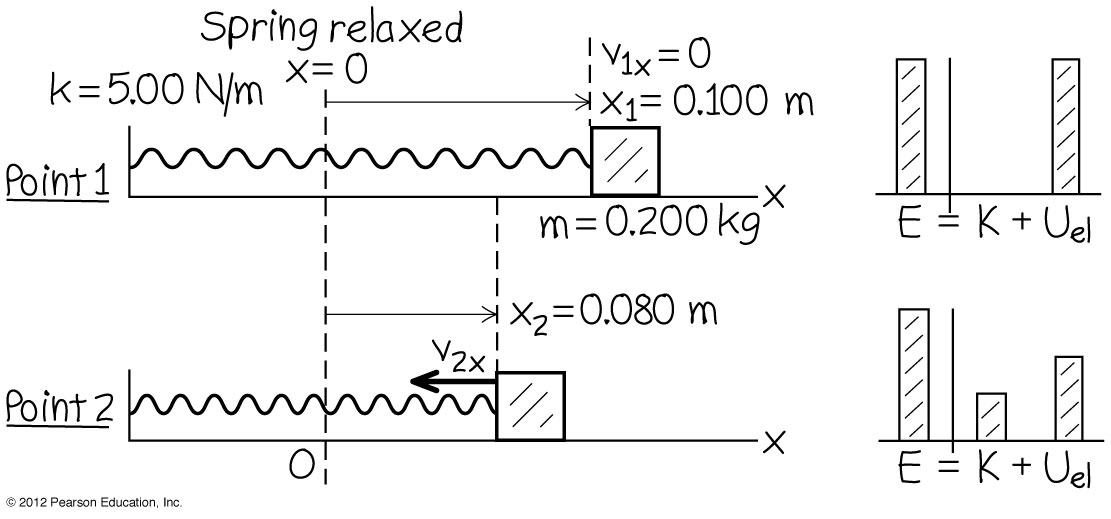 Spring relaxed
x = 0
k = 5.00 N/m
v₁ₓ = 0
x₁ = 0.100 m
Point 1
x
m = 0.200 kg
E = K + Uₑₗ
x₂ = 0.080 m
v₂ₓ
Point 2
x
0
E = K + Uₑₗ
© 2012 Pearson Education, Inc.